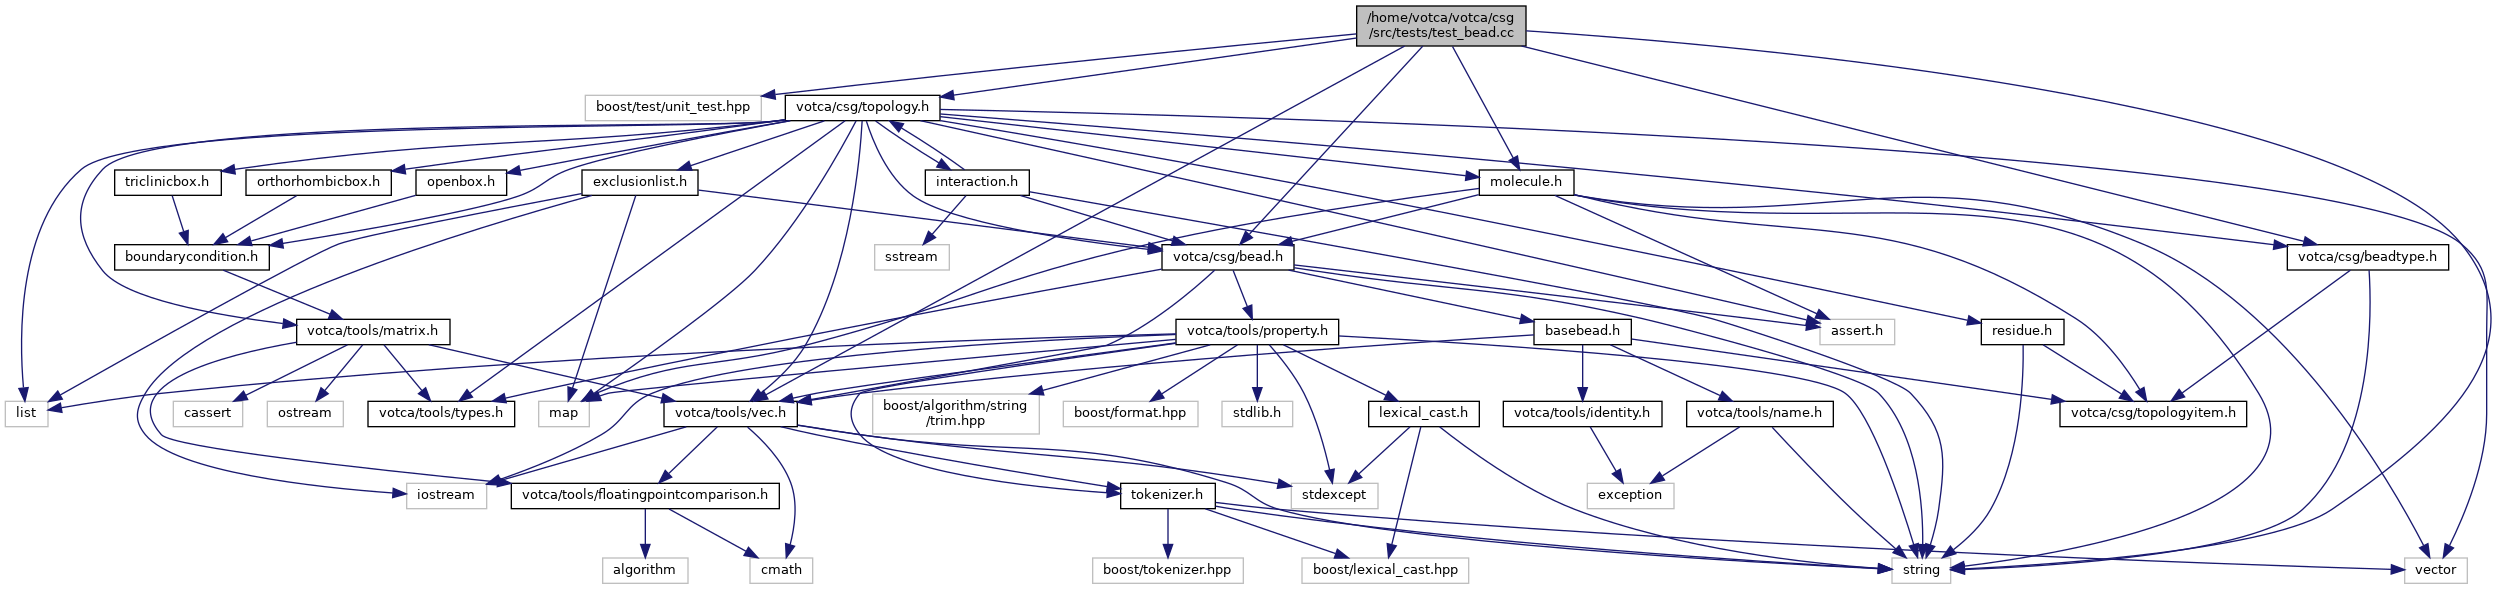 /home/votca/votca/csg
/src/tests/test_bead.cc
boost/test/unit_test.hpp
votca/csg/topology.h
triclinicbox.h
orthorhombicbox.h
openbox.h
exclusionlist.h
interaction.h
molecule.h
boundarycondition.h
sstream
votca/csg/bead.h
votca/csg/beadtype.h
votca/tools/matrix.h
votca/tools/property.h
basebead.h
assert.h
residue.h
list
cassert
ostream
votca/tools/types.h
map
votca/tools/vec.h
boost/algorithm/string
/trim.hpp
boost/format.hpp
stdlib.h
lexical_cast.h
votca/tools/identity.h
votca/tools/name.h
votca/csg/topologyitem.h
iostream
votca/tools/floatingpointcomparison.h
tokenizer.h
stdexcept
exception
algorithm
cmath
boost/tokenizer.hpp
boost/lexical_cast.hpp
string
vector